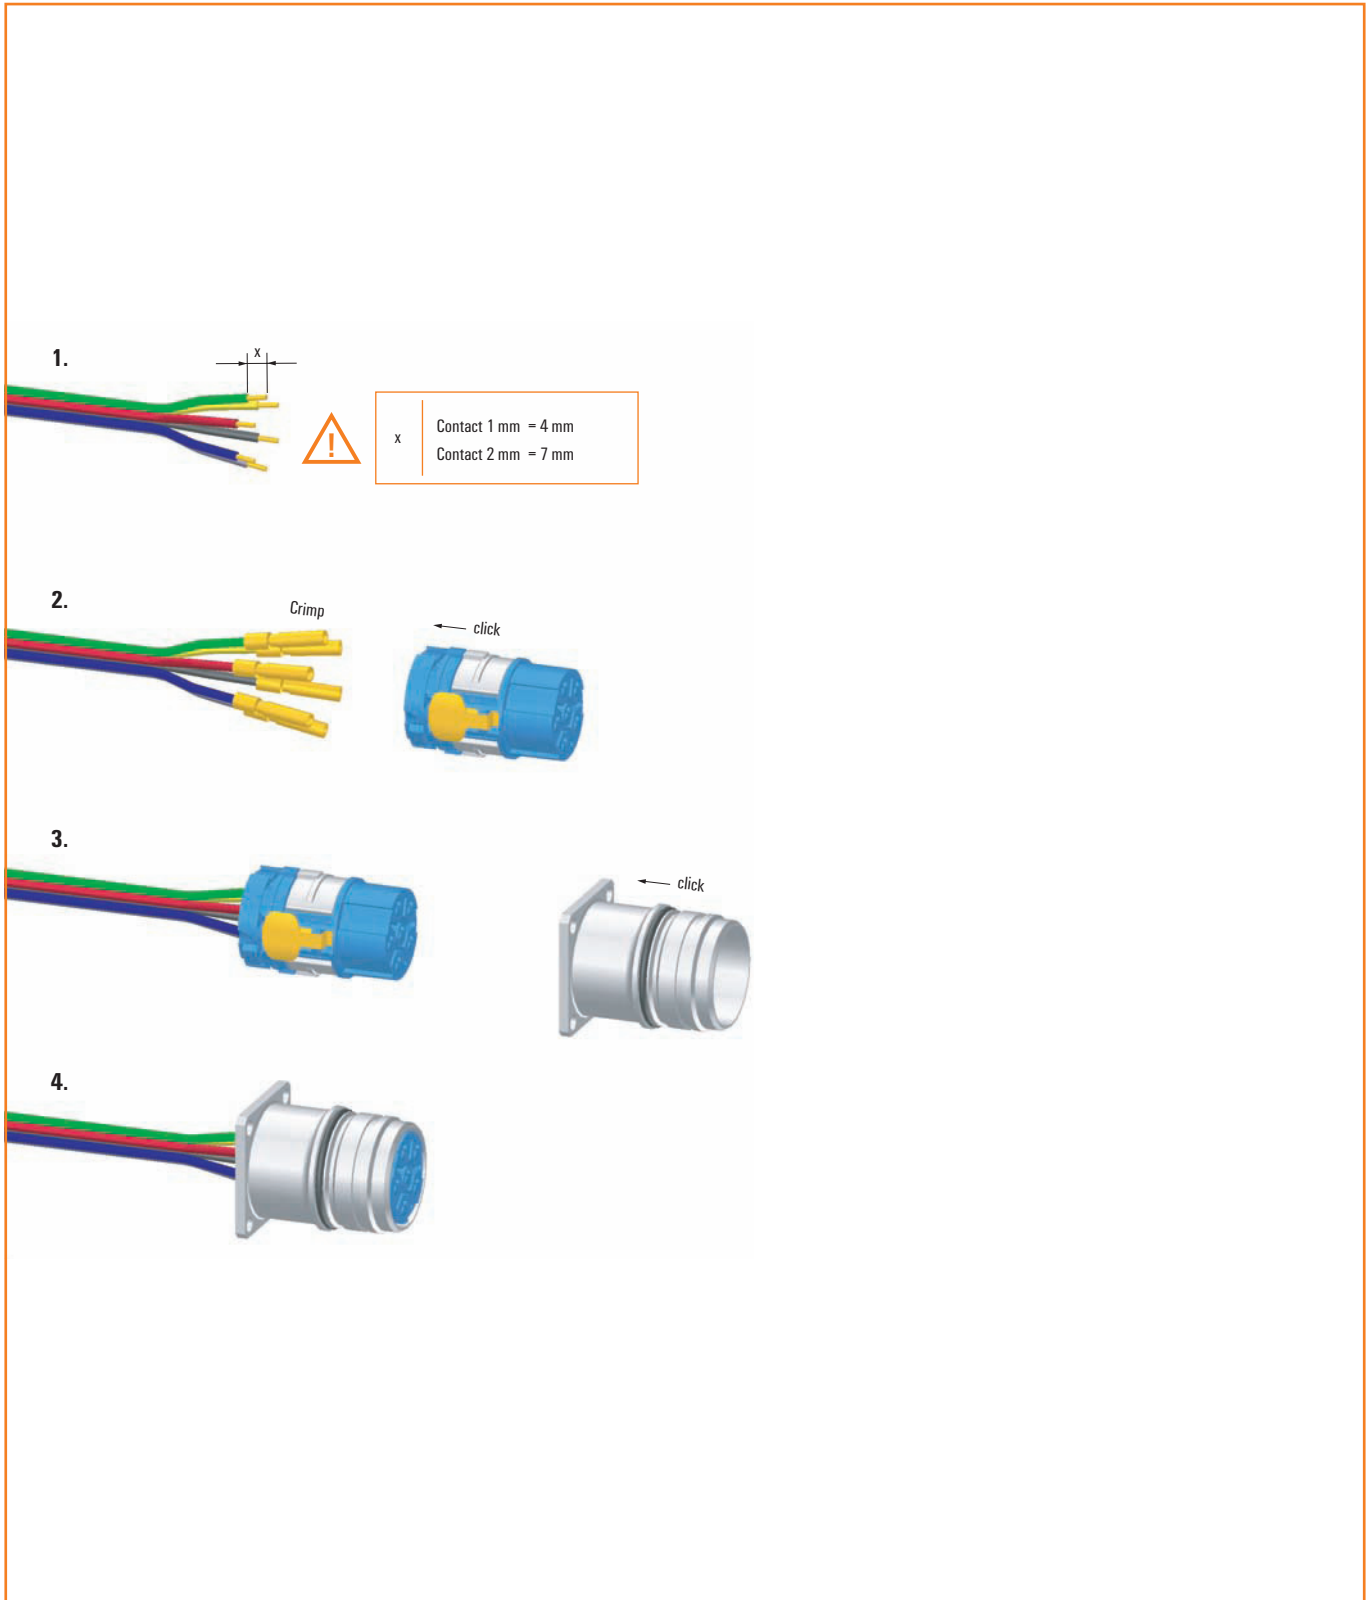 1.
x
x
Contact 1 mm = 4 mm
Contact 2 mm = 7 mm
2.
Crimp
click
3.
click
4.